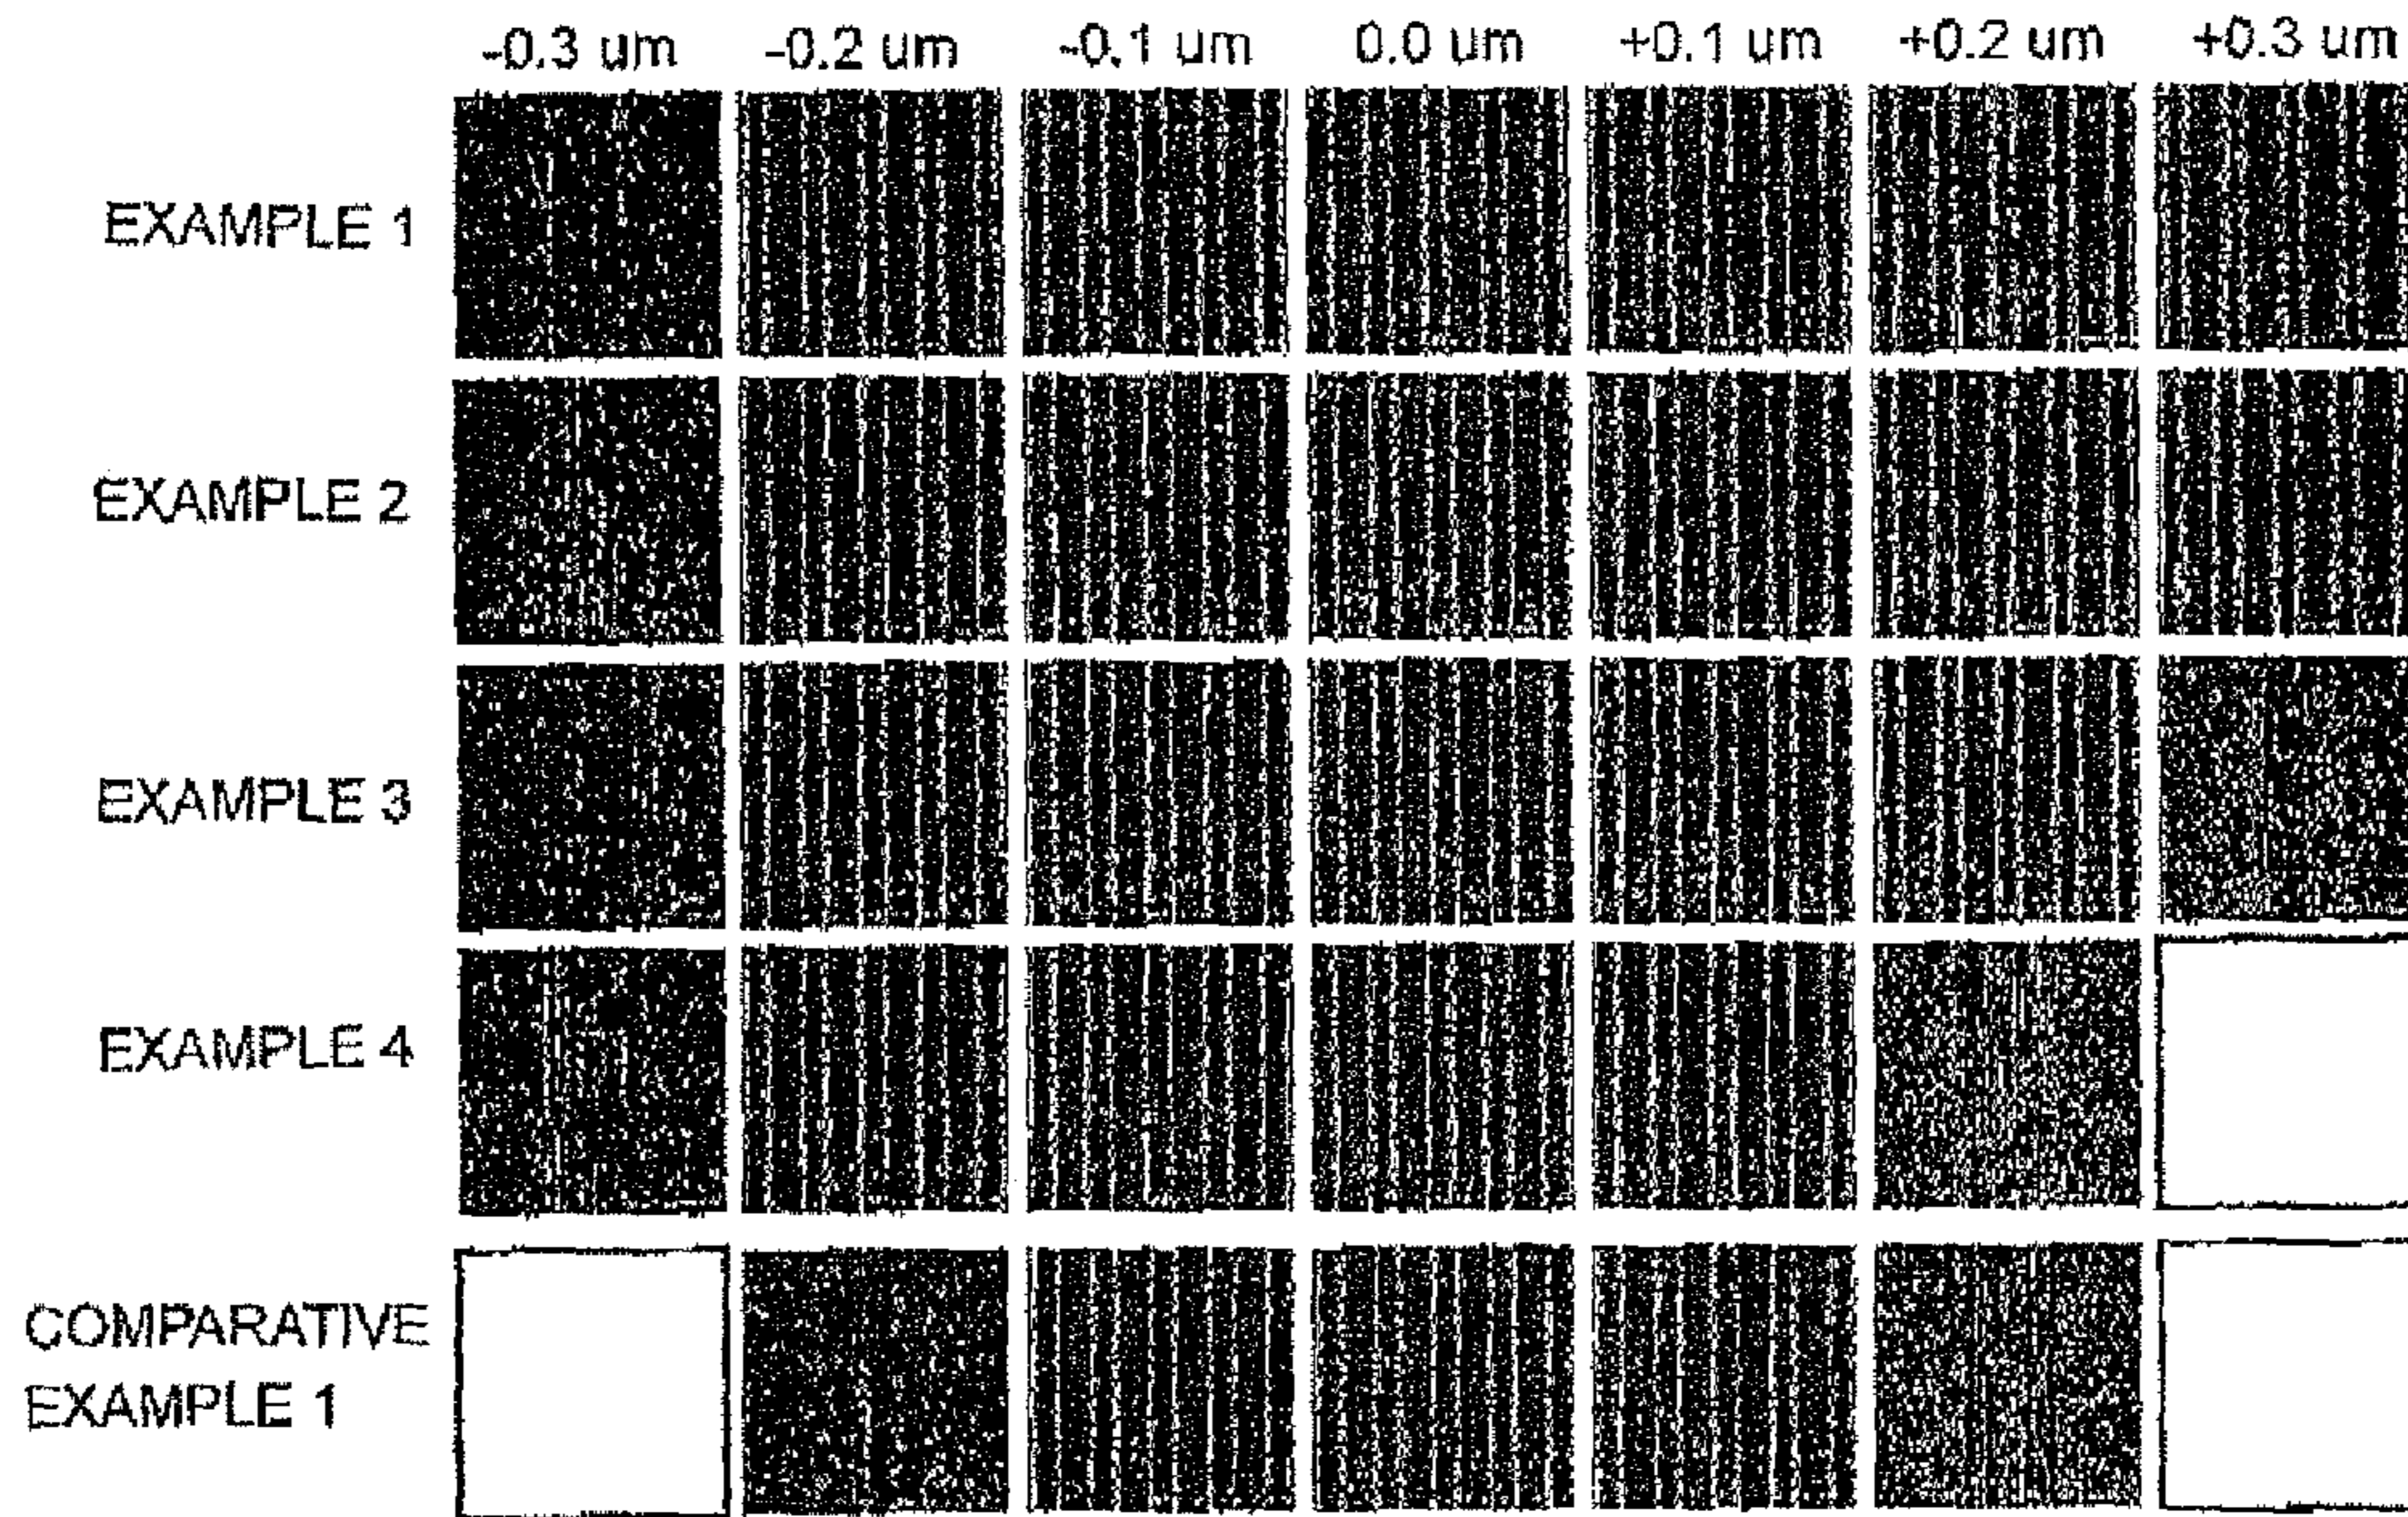 -0.3 um -0.2 um -0.1 um 0.0 um +0.1 um +0.2 um +0.3 um
EXAMPLE 1
EXAMPLE 2
EXAMPLE 3
EXAMPLE 4
COMPARATIVE
EXAMPLE 1